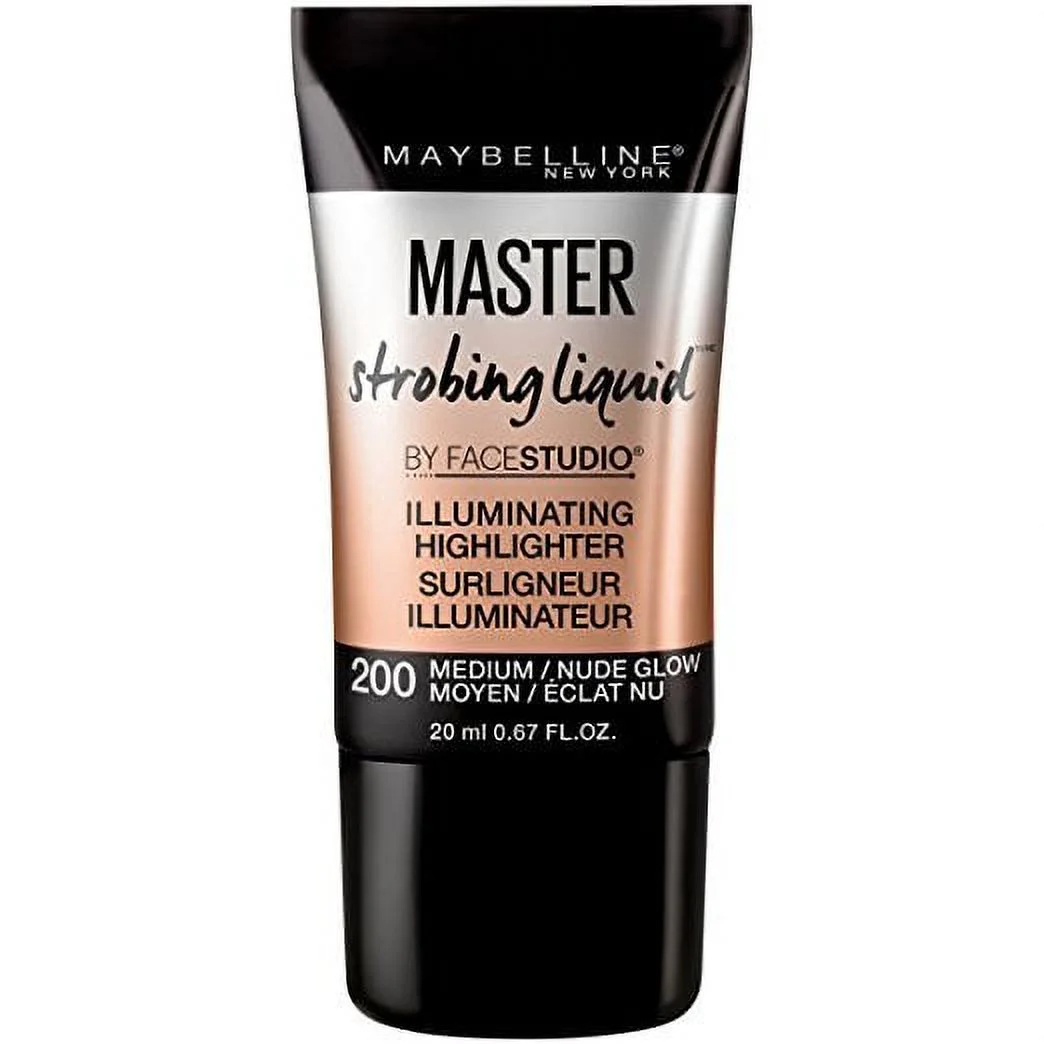 MAYBELLINE®
NEW YORK
MASTER
strobing liquid
BY FACESTUDIO®
ILLUMINATING
HIGHLIGHTER
SURLIGNEUR
ILLUMINATEUR
200 MEDIUM / NUDE GLOW
MOYEN / ÉCLAT NU
20 ml 0.67 FL.OZ.